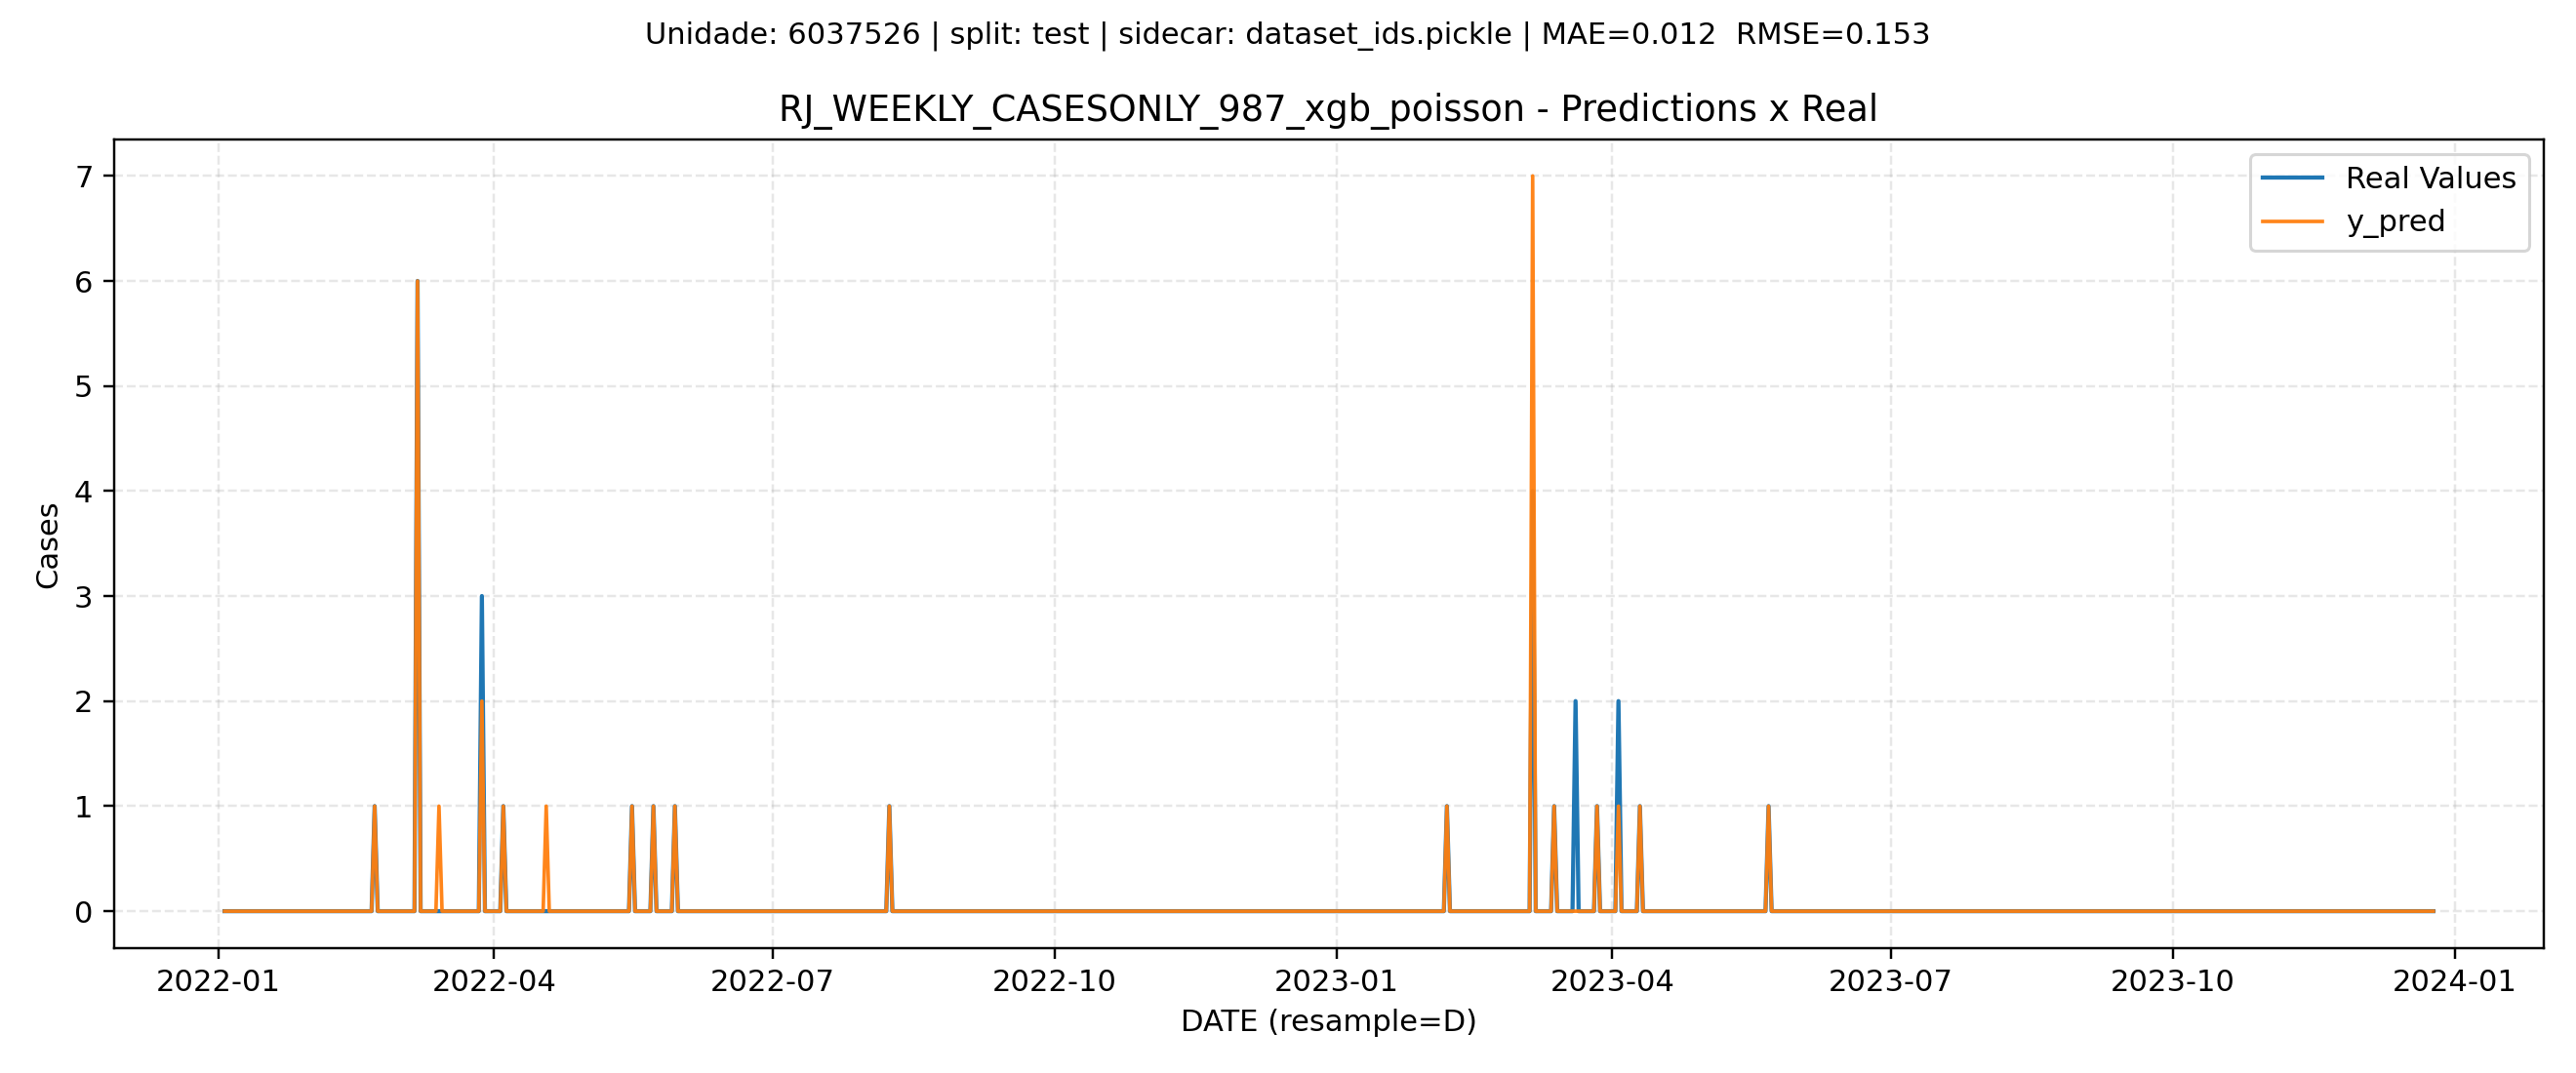 Unidade: 6037526 | split: test | sidecar: dataset_ids.pickle | MAE=0.012  RMSE=0.153
RJ_WEEKLY_CASESONLY_987_xgb_poisson - Predictions x Real
Real Values
y_pred
7
6
5
4
3
2
1
0
Cases
2022-01
2022-04
2022-07
2022-10
2023-01
2023-04
2023-07
2023-10
2024-01
DATE (resample=D)